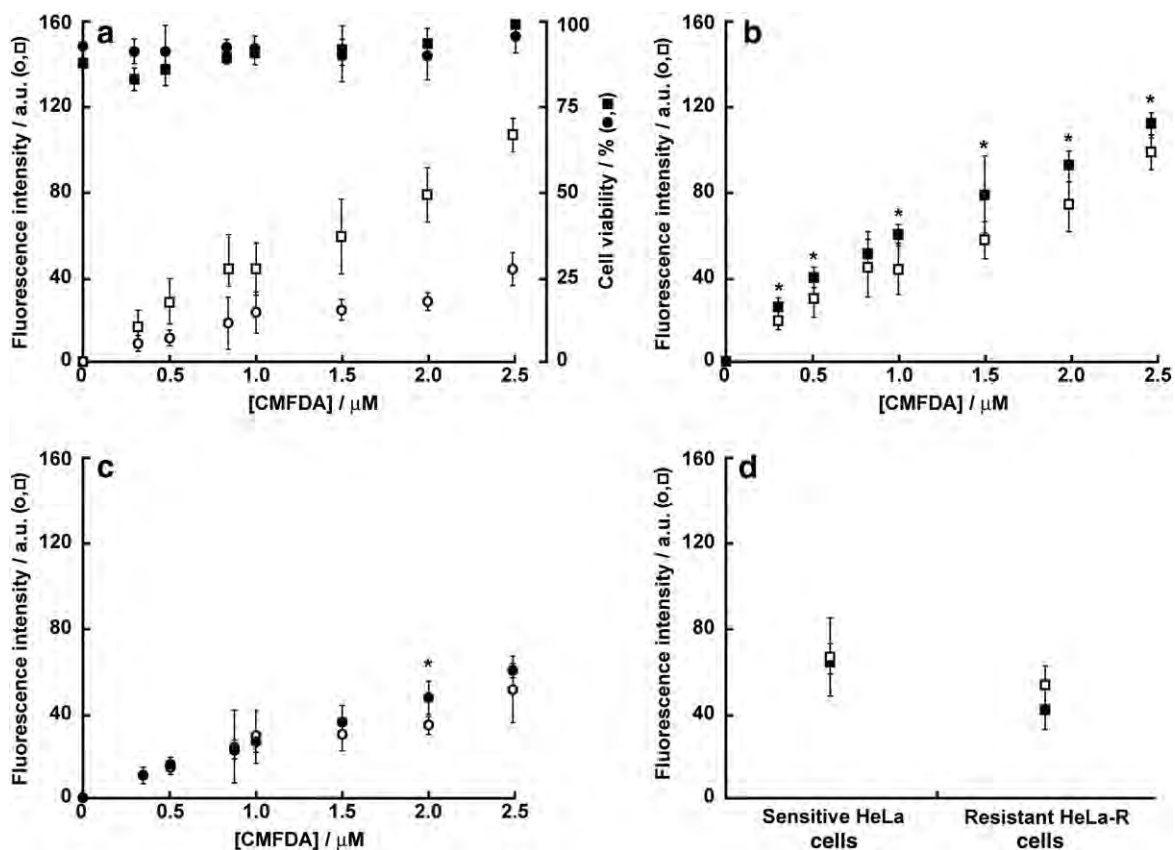 a
160
120
80
40
0
Fluorescence intensity / a.u. (o,□)
100
75
50
25
0
Cell viability / % (●,■)
0 0.5 1.0 1.5 2.0 2.5
[CMFDA] / μM
b
160
120
80
40
0
Fluorescence intensity / a.u. (o,□)
* * * * * *
0 0.5 1.0 1.5 2.0 2.5
[CMFDA] / μM
c
160
120
80
40
0
Fluorescence intensity / a.u. (o,□)
*
0 0.5 1.0 1.5 2.0 2.5
[CMFDA] / μM
d
160
120
80
40
0
Fluorescence intensity / a.u. (o,□)
Sensitive HeLa
cells
Resistant HeLa-R
cells